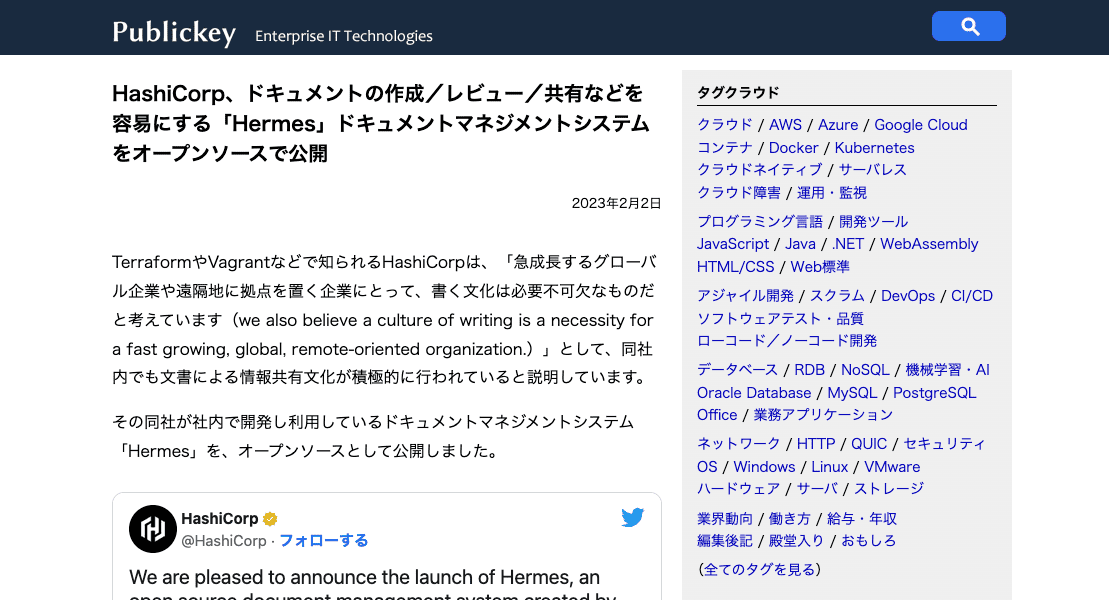 Publickey Enterprise IT Technologies
HashiCorp、ドキュメントの作成／レビュー／共有などを
容易にする「Hermes」ドキュメントマネジメントシステム
をオープンソースで公開
2023年2月2日
TerraformやVagrantなどで知られるHashiCorpは、「急成長するグローバ
ル企業や遠隔地に拠点を置く企業にとって、書く文化は必要不可欠なものだ
と考えています（we also believe a culture of writing is a necessity for
a fast growing, global, remote-oriented organization.）」として、同社
内でも文書による情報共有文化が積極的に行われていると説明しています。
その同社が社内で開発し利用しているドキュメントマネジメントシステム
「Hermes」を、オープンソースとして公開しました。
HashiCorp
@HashiCorp · フォローする
We are pleased to announce the launch of Hermes, an
open source document management system created by
タグクラウド
クラウド / AWS / Azure / Google Cloud
コンテナ / Docker / Kubernetes
クラウドネイティブ / サーバレス
クラウド障害 / 運用・監視
プログラミング言語 / 開発ツール
JavaScript / Java / .NET / WebAssembly
HTML/CSS / Web標準
アジャイル開発 / スクラム / DevOps / CI/CD
ソフトウェアテスト・品質
ローコード／ノーコード開発
データベース / RDB / NoSQL / 機械学習・AI
Oracle Database / MySQL / PostgreSQL
Office / 業務アプリケーション
ネットワーク / HTTP / QUIC / セキュリティ
OS / Windows / Linux / VMware
ハードウェア / サーバ / ストレージ
業界動向 / 働き方 / 給与・年収
編集後記 / 殿堂入り / おもしろ
（全てのタグを見る）